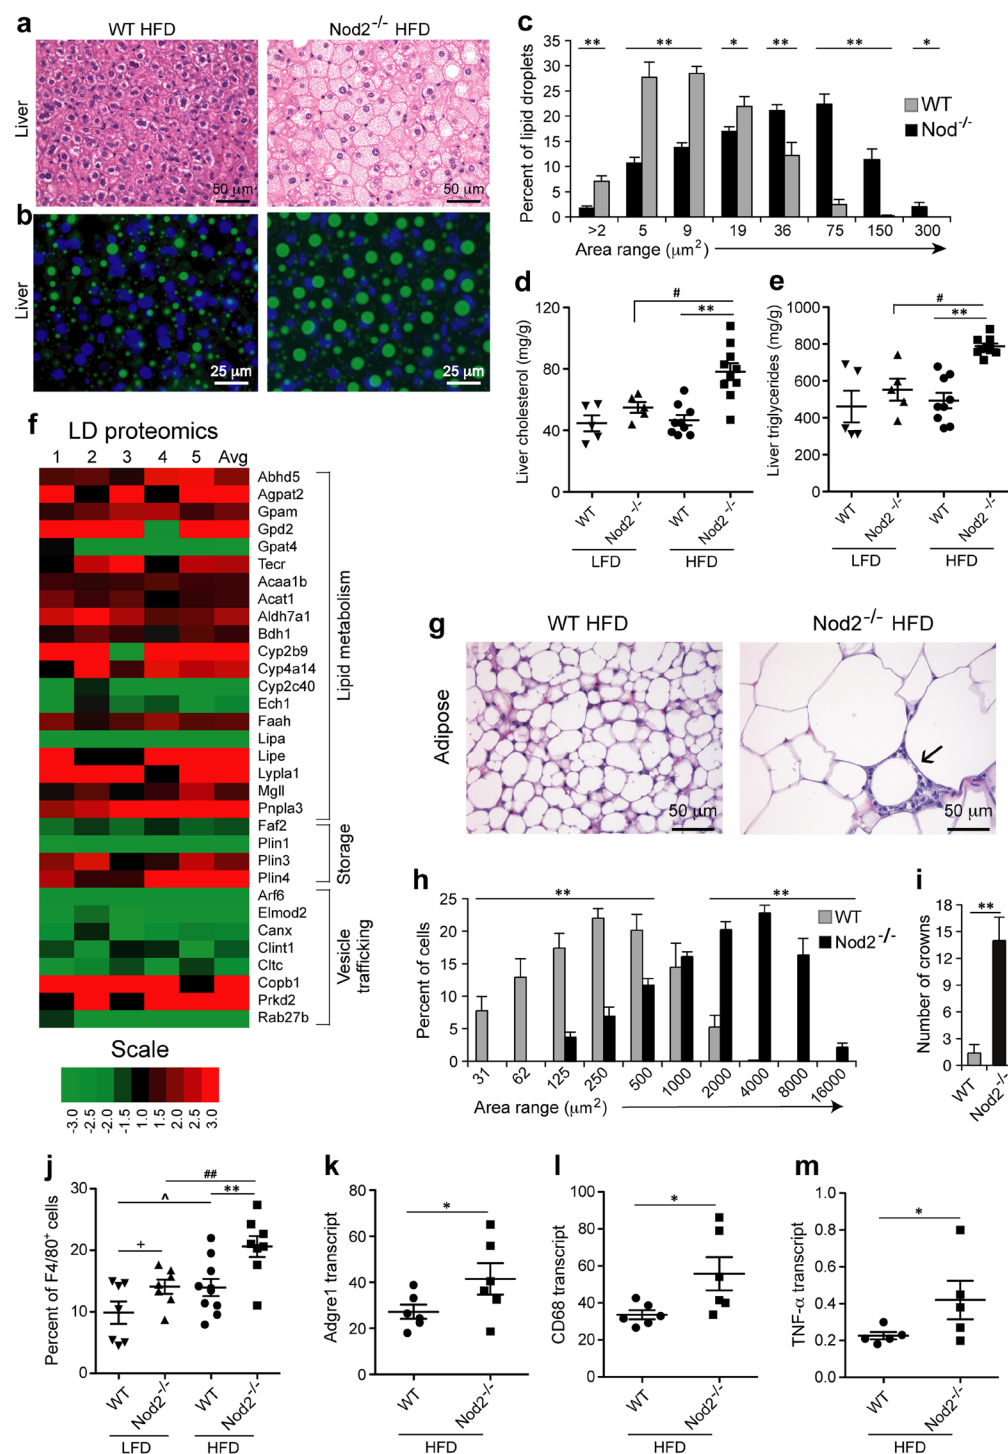 a
WT HFD
Nod2-/- HFD
Liver
50 µm
50 µm
b
Liver
25 µm
25 µm
c
Percent of lipid droplets
35
30
25
20
15
10
5
0
** ** * ** ** *
WT
Nod-/-
>2 5 9 19 36 75 150 300
Area range (µm2)
d
Liver cholesterol (mg/g)
120
80
40
0
#
**
WT Nod2-/- WT Nod2-/-
LFD HFD
e
Liver triglycerides (mg/g)
1000
800
600
400
200
0
#
**
WT Nod2-/- WT Nod2-/-
LFD HFD
f
LD proteomics
1 2 3 4 5 Avg
Abhd5
Agpat2
Gpam
Gpd2
Gpat4
Tecr
Acaa1b
Acat1
Aldh7a1
Bdh1
Cyp2b9
Cyp4a14
Cyp2c40
Ech1
Faah
Lipa
Lipe
Lypla1
Mgll
Pnpla3
Faf2
Plin1
Plin3
Plin4
Arf6
Elmod2
Canx
Clint1
Cltc
Copb1
Prkd2
Rab27b
Lipid metabolism
Storage
Vesicle
trafficking
Scale
-3.0 -2.5 -2.0 -1.5 1.0 1.5 2.0 2.5 3.0
g
WT HFD
Nod2-/- HFD
Adipose
50 µm
50 µm
h
Percent of cells
25
20
15
10
5
0
** **
WT
Nod2-/-
31 62 125 250 500 1000 2000 4000 8000 16000
Area range (µm2)
i
Number of crowns
18
15
12
9
6
3
0
**
WT Nod2-/-
j
Percent of F4/80+ cells
30
20
10
0
##
^ **
+
WT Nod2-/- WT Nod2-/-
LFD HFD
k
Adgre1 transcript
80
60
40
20
0
*
WT Nod2-/-
HFD
l
CD68 transcript
100
80
60
40
20
0
*
WT Nod2-/-
HFD
m
TNF-α transcript
1.0
0.8
0.6
0.4
0.2
0.0
*
WT Nod2-/-
HFD